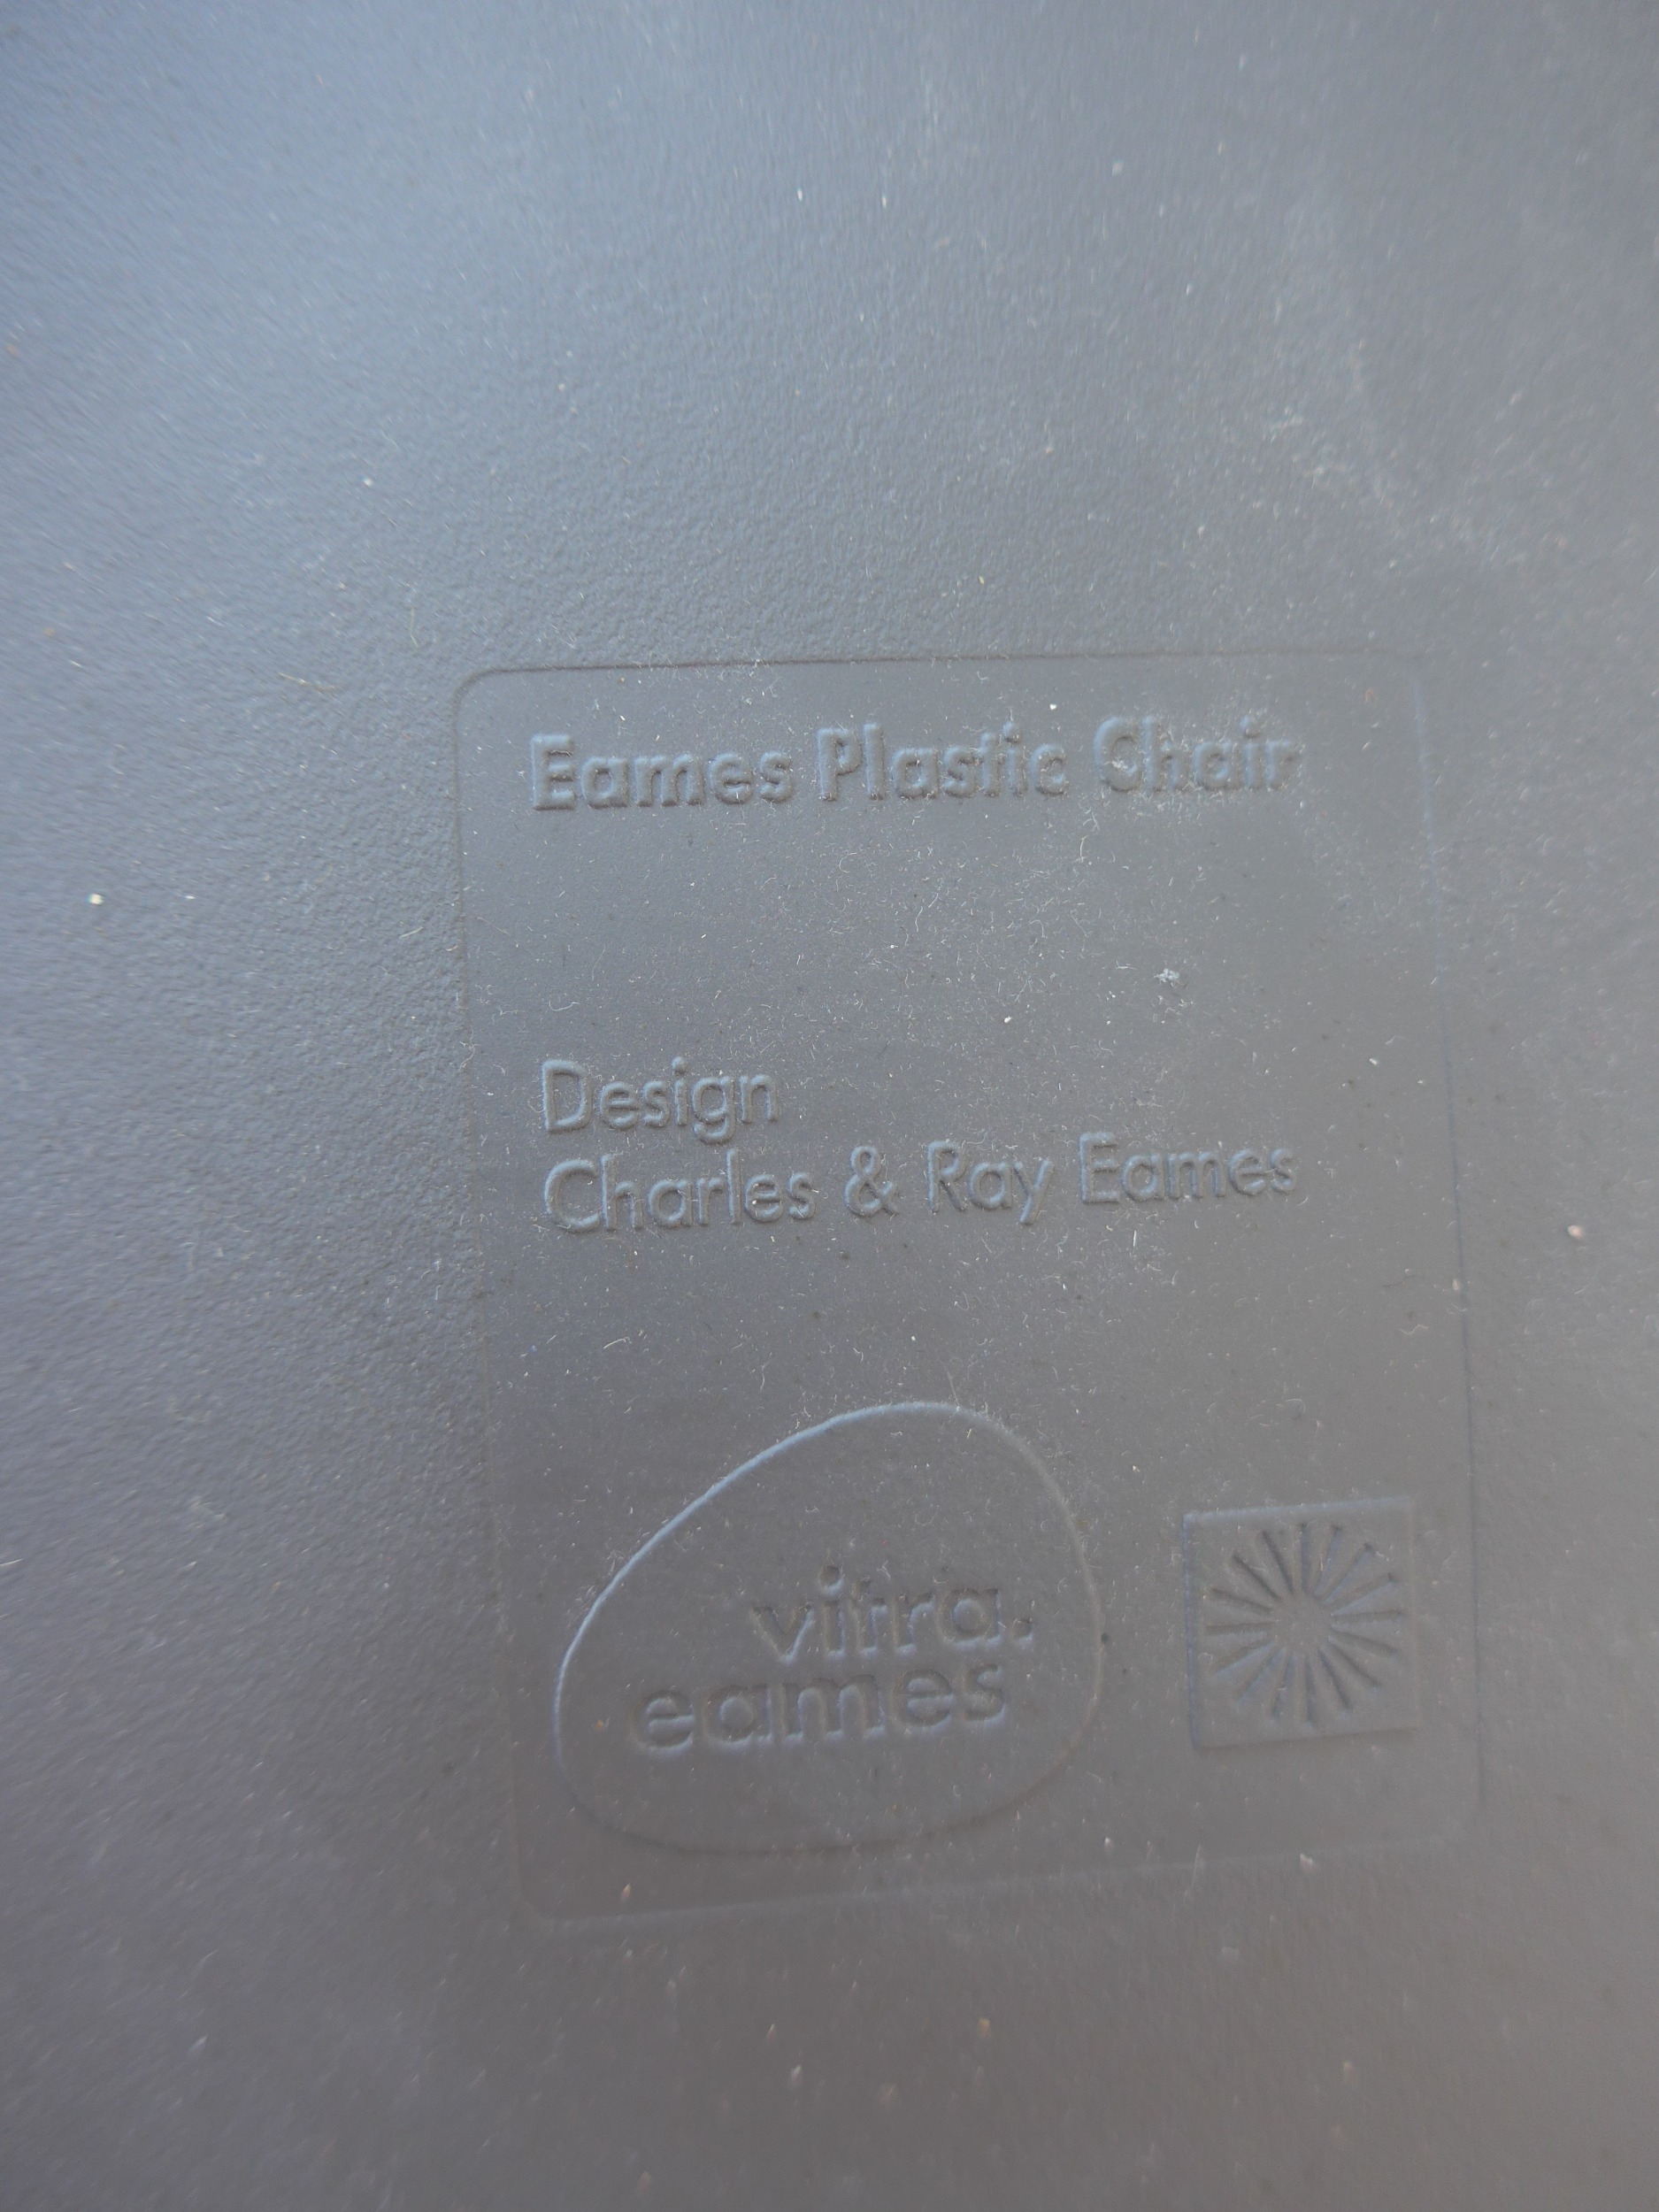 Eames Plastic Chair
Design
Charles & Ray Eames
vitra.
eames